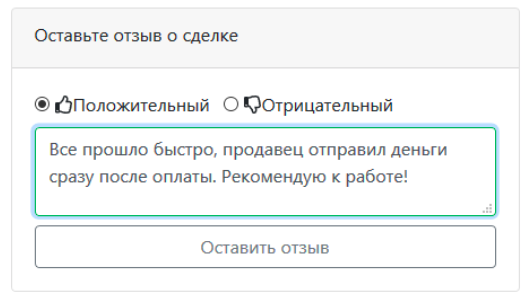 Оставьте отзыв о сделке
Положительный Отрицательный
Все прошло быстро, продавец отправил деньги
сразу после оплаты. Рекомендую к работе!
Оставить отзыв